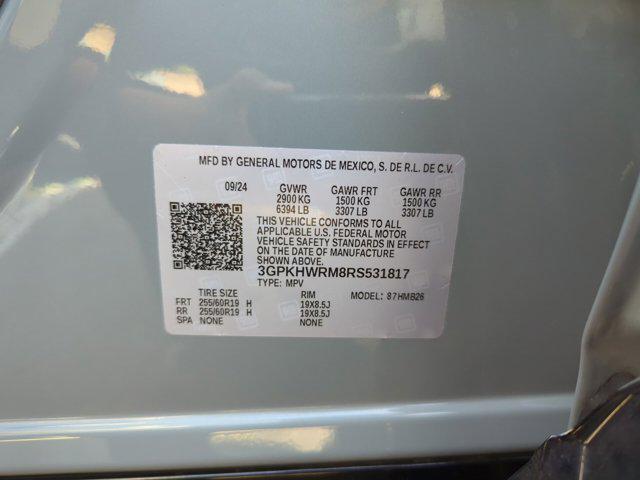 MFD BY GENERAL MOTORS DE MEXICO, S. DE R.L. DE C.V.
09/24 GVWR GAWR FRT GAWR RR
2900 KG 1500 KG 1500 KG
6394 LB 3307 LB 3307 LB
THIS VEHICLE CONFORMS TO ALL
APPLICABLE U.S. FEDERAL MOTOR
VEHICLE SAFETY STANDARDS IN EFFECT
ON THE DATE OF MANUFACTURE
SHOWN ABOVE.
3GPKHWRM8RS531817
TYPE: MPV MODEL: 87HMB26
TIRE SIZE RIM
FRT 255/60R19 H 19X8.5J
RR 255/60R19 H 19X8.5J
SPA NONE NONE